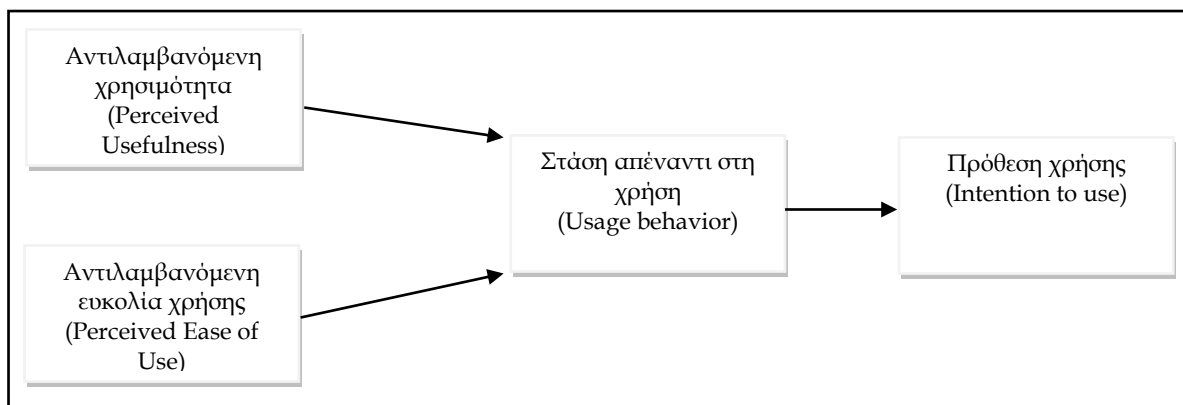 Αντιλαμβανόμενη
χρησιμότητα
(Perceived
Usefulness)
Στάση απέναντι στη
χρήση
(Usage behavior)
Πρόθεση χρήσης
(Intention to use)
Αντιλαμβανόμενη
ευκολία χρήσης
(Perceived Ease of
Use)